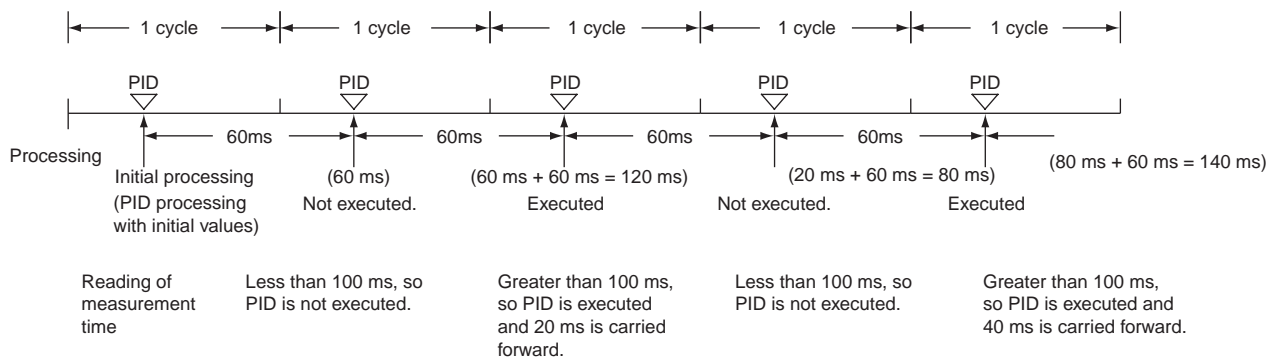 1 cycle 1 cycle 1 cycle 1 cycle 1 cycle
PID PID PID PID PID
60ms 60ms 60ms 60ms
Processing
Initial processing
(PID processing
with initial values)
(60 ms)
Not executed.
(60 ms + 60 ms = 120 ms)
Executed
(20 ms + 60 ms = 80 ms)
Not executed.
(80 ms + 60 ms = 140 ms)
Executed
Reading of
measurement
time
Less than 100 ms, so
PID is not executed.
Greater than 100 ms,
so PID is executed
and 20 ms is carried
forward.
Less than 100 ms, so
PID is not executed.
Greater than 100 ms,
so PID is executed and
40 ms is carried forward.